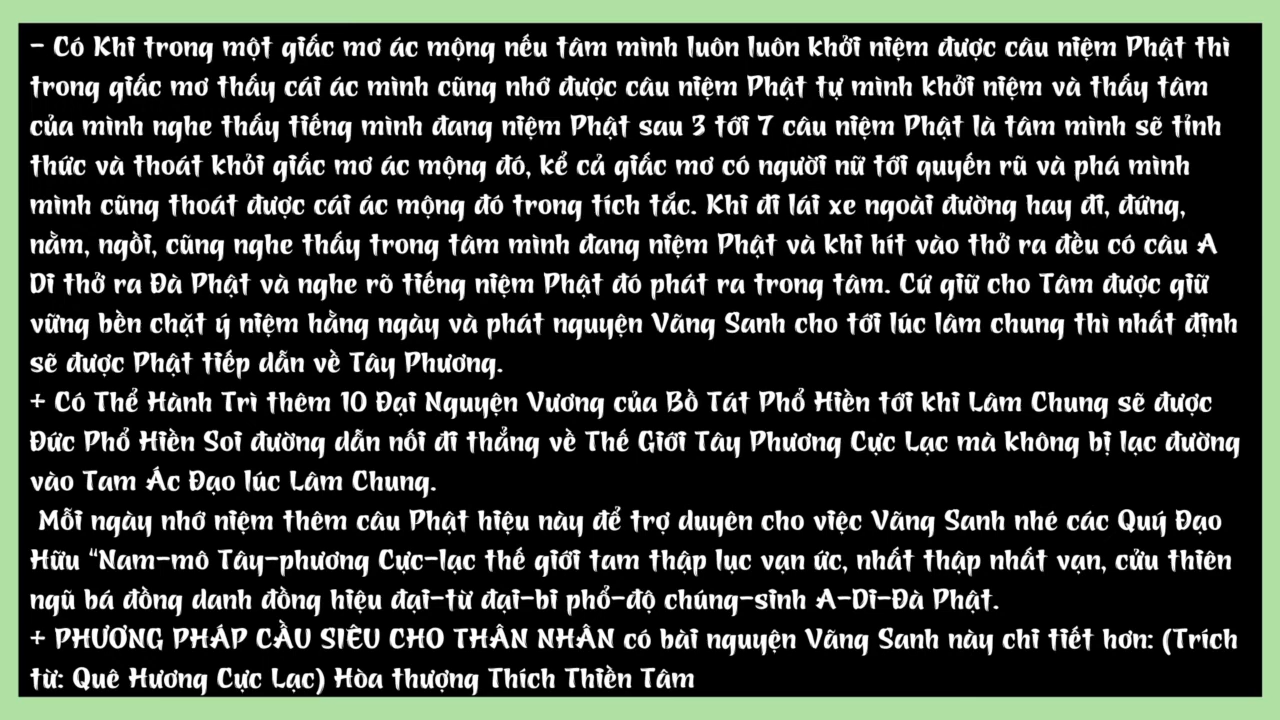 - Có Khi trong một giấc mơ ác mộng nếu tâm mình luôn luôn khởi niệm được câu niệm Phật thì
trong giấc mơ thấy cái ác mình cũng nhớ được câu niệm Phật tự mình khởi niệm và thấy tâm
của mình nghe thấy tiếng mình đang niệm Phật sau 3 tới 7 câu niệm Phật là tâm mình sẽ tỉnh
thức và thoát khỏi giấc mơ ác mộng đó, kể cả giấc mơ có người nữ tới quyến rũ và phá mình
mình cũng thoát được cái ác mộng đó trong tích tắc. Khi đi lái xe ngoài đường hay đi, đứng,
nằm, ngồi, cũng nghe thấy trong tâm mình đang niệm Phật và khi hít vào thở ra đều có câu A
Di thở ra Đà Phật và nghe rõ tiếng niệm Phật đó phát ra trong tâm. Cứ giữ cho Tâm được giữ
vững bền chặt ý niệm hằng ngày và phát nguyện Vãng Sanh cho tới lúc lâm chung thì nhất định
sẽ được Phật tiếp dẫn về Tây Phương.
+ Có Thể Hành Trì thêm 10 Đại Nguyện Vương của Bồ Tát Phổ Hiền tới khi Lâm Chung sẽ được
Đức Phổ Hiền Soi đường dẫn nối đi thẳng về Thế Giới Tây Phương Cực Lạc mà không bị lạc đường
vào Tam Ác Đạo lúc Lâm Chung.
Mỗi ngày nhớ niệm thêm câu Phật hiệu này để trợ duyên cho việc Vãng Sanh nhé các Quý Đạo
Hữu "Nam-mô Tây-phương Cực-lạc thế giới tam thập lục vạn ức, nhất thập nhất vạn, cửu thiên
ngũ bá đồng danh đồng hiệu đại-từ đại-bi phổ-độ chúng-sinh A-Di-Đà Phật.
+ PHƯƠNG PHÁP CẦU SIÊU CHO THÂN NHÂN có bài nguyện Vãng Sanh này chi tiết hơn: (Trích
từ: Quê Hương Cực Lạc) Hòa thượng Thích Thiền Tâm